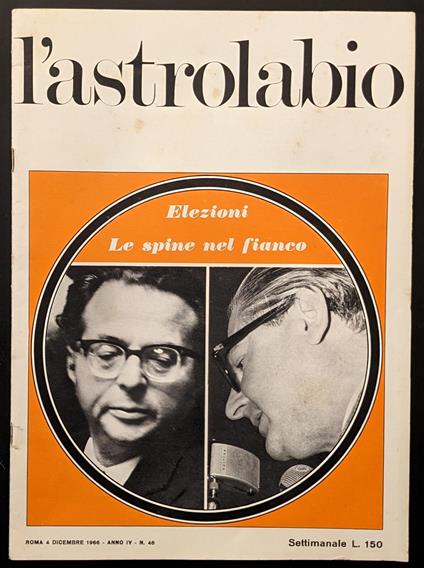 l'astrolabio
Elezioni
Le spine nel fianco
ROMA 4 DICEMBRE 1966 - ANNO IV - N. 48
Settimanale L. 150